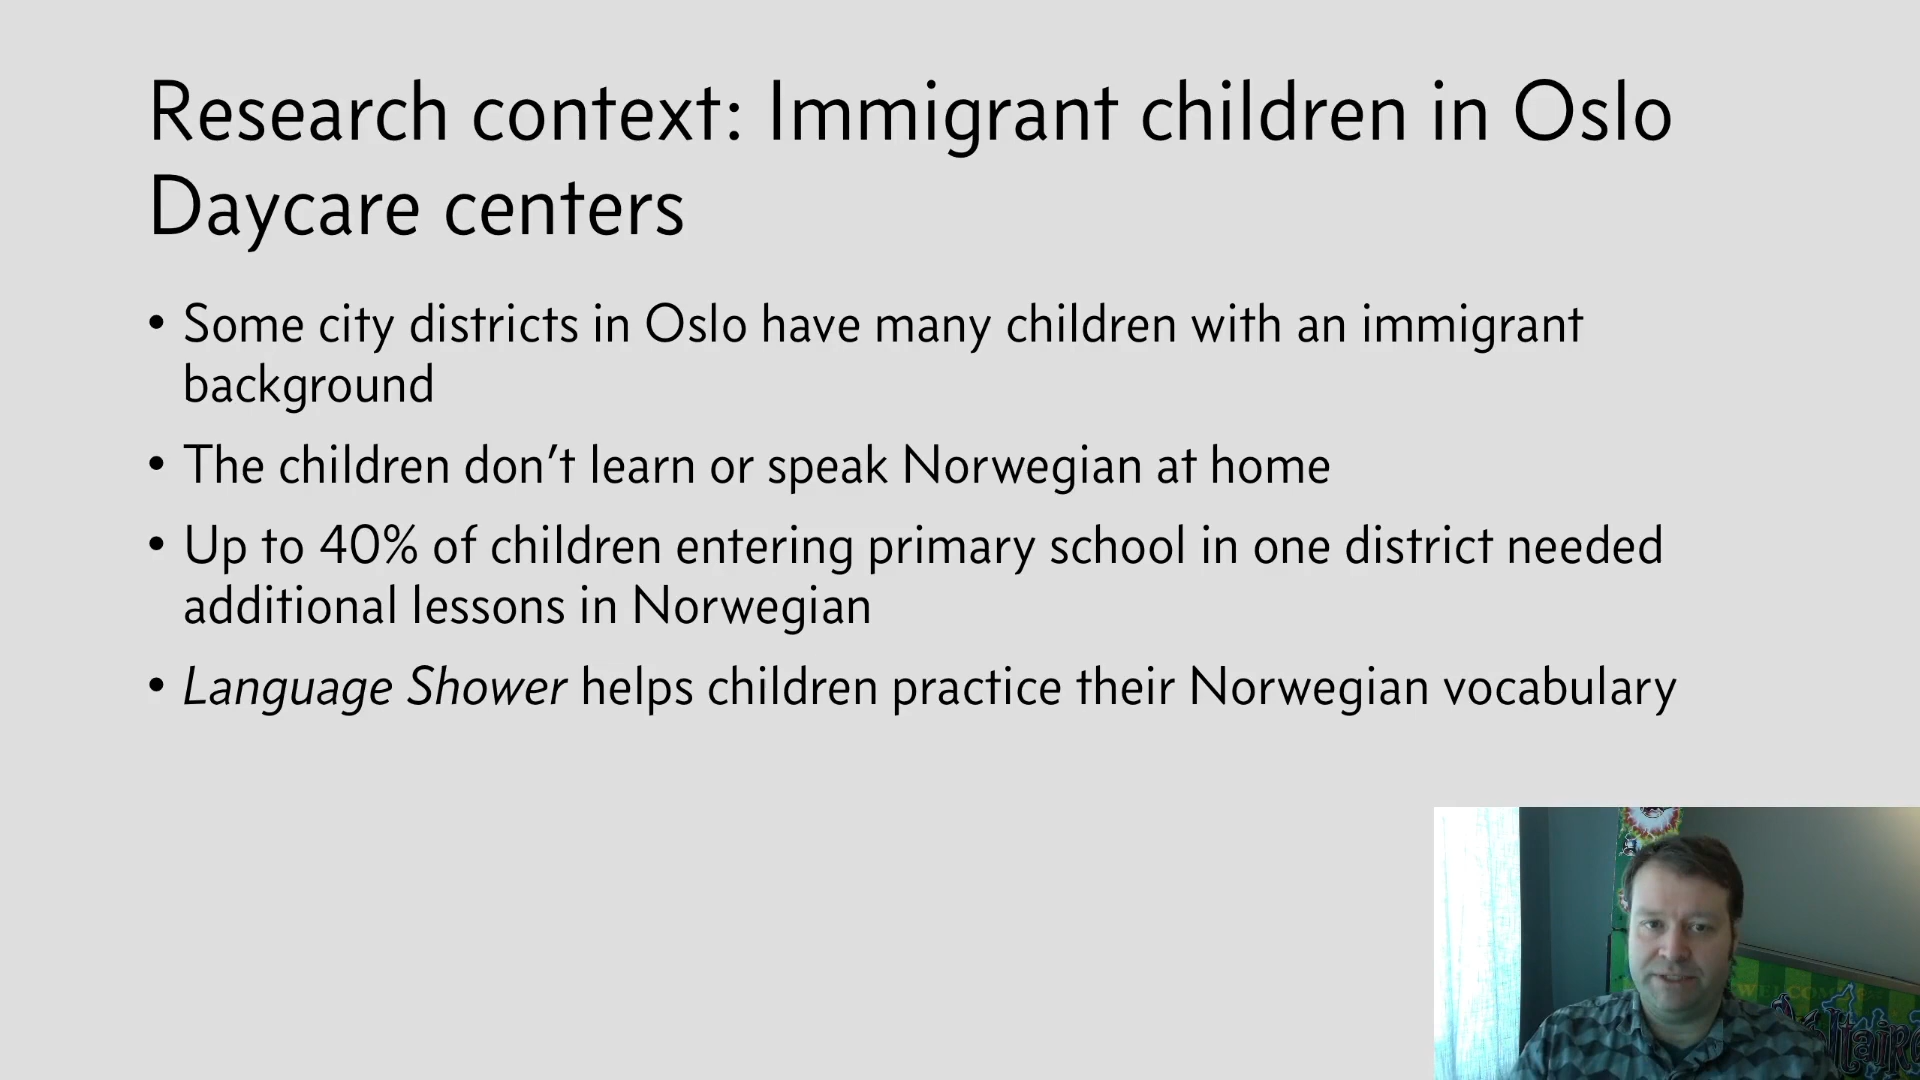 Research context: Immigrant children in Oslo
Daycare centers
• Some city districts in Oslo have many children with an immigrant
background
• The children don’t learn or speak Norwegian at home
• Up to 40% of children entering primary school in one district needed
additional lessons in Norwegian
• Language Shower helps children practice their Norwegian vocabulary
WELCOME